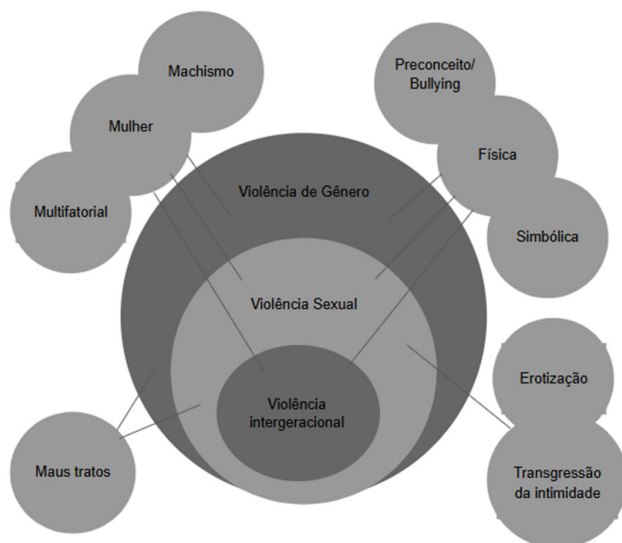 Machismo
Mulher
Multifatorial
Preconceito/
Bullying
Física
Simbólica
Violência de Gênero
Violência Sexual
Violência
intergeracional
Erotização
Transgressão
da intimidade
Maus tratos